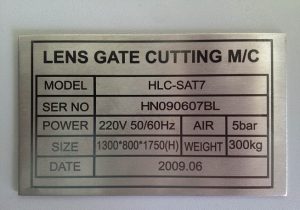 LENS GATE CUTTING M/C
MODEL HLC-SAT7
SER NO HN090607BL
POWER 220V 50/60Hz AIR 5bar
SIZE 1300*800*1750(H) WEIGHT 300kg
DATE 2009.06